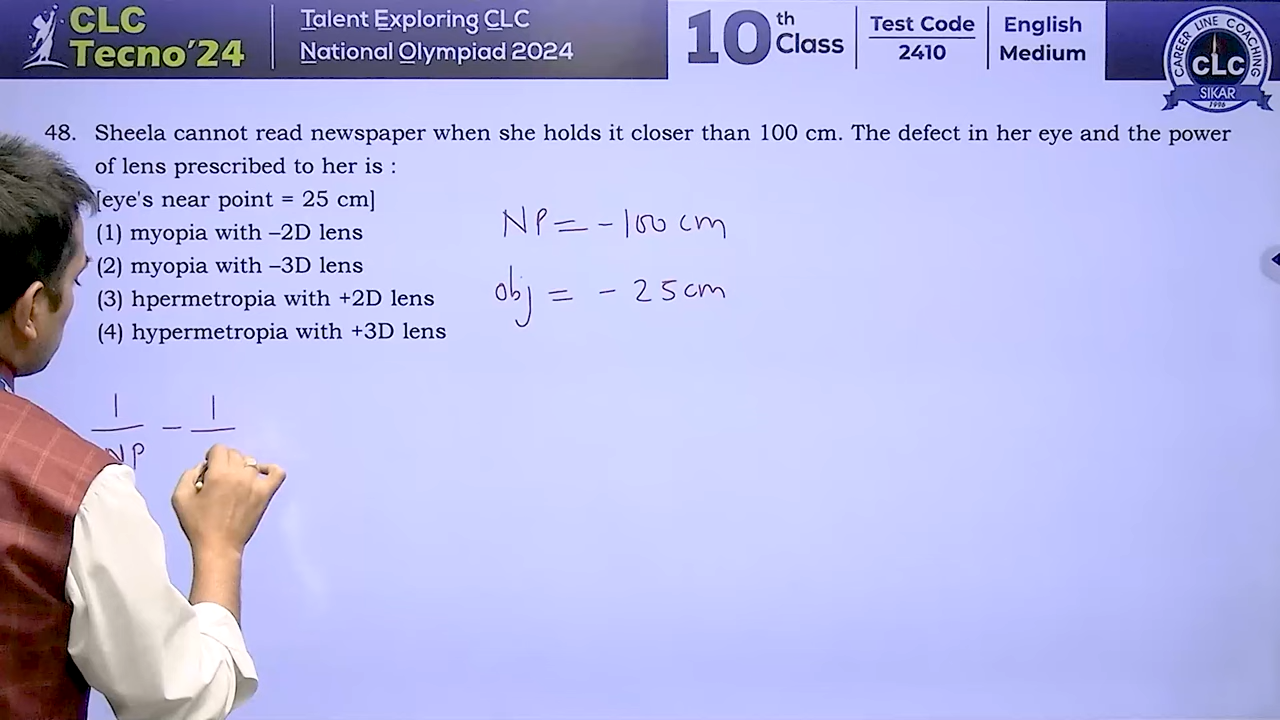 CLC
Tecno'24
Talent Exploring CLC
National Olympiad 2024
10th Class
Test Code
2410
English
Medium
CAREER LINE COACHING
CLC
SIKAR
1996
48. Sheela cannot read newspaper when she holds it closer than 100 cm. The defect in her eye and the power
of lens prescribed to her is :
[eye's near point = 25 cm]
(1) myopia with –2D lens
(2) myopia with –3D lens
(3) hpermetropia with +2D lens
(4) hypermetropia with +3D lens
NP = - 100 cm
obj = - 25 cm
1 - 1
NP